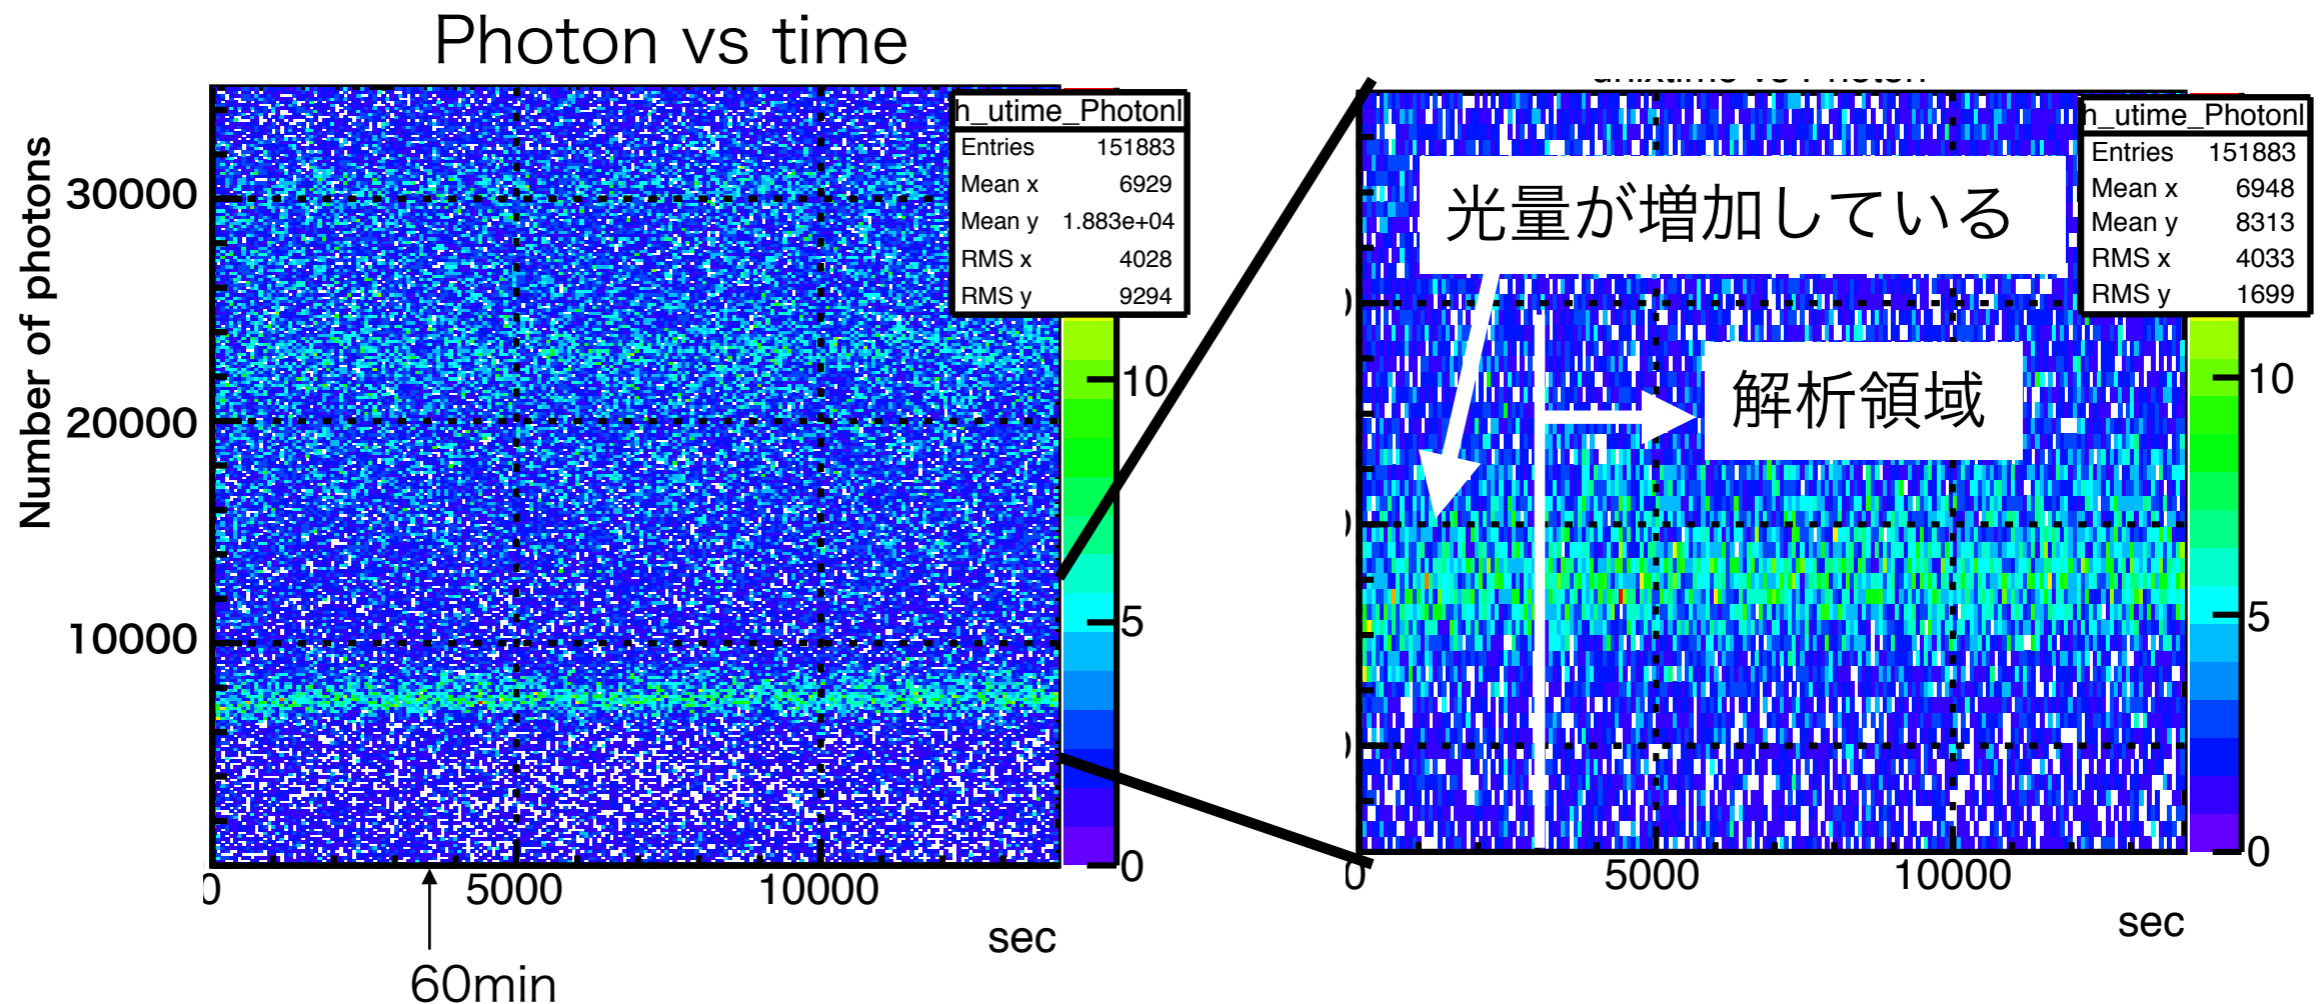 Photon vs time
Number of photons
30000
20000
10000
0
5000
10000
sec
60min
h_utime_Photonl
Entries 151883
Mean x 6929
Mean y 1.883e+04
RMS x 4028
RMS y 9294
10
5
0
h_utime_Photonl
Entries 151883
Mean x 6948
Mean y 8313
RMS x 4033
RMS y 1699
光量が増加している
解析領域
10
5
0
0
5000
10000
sec